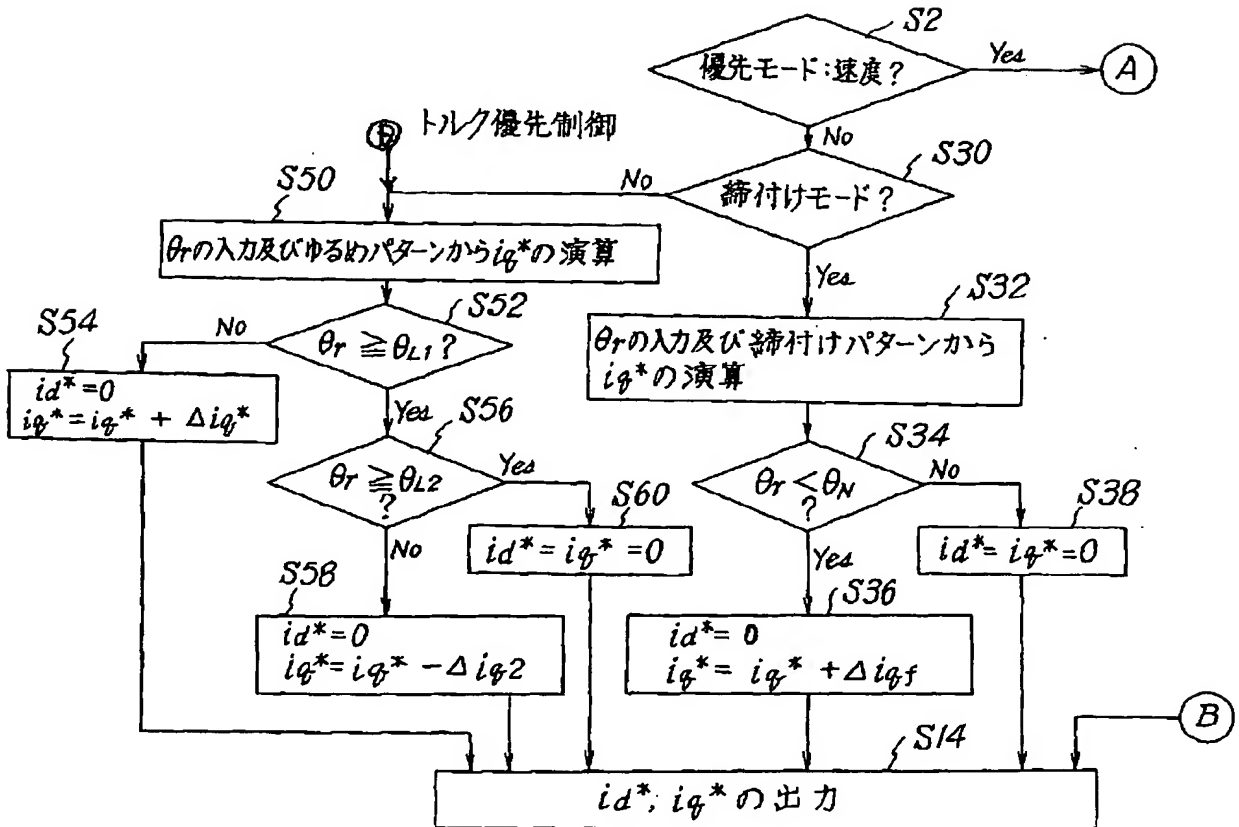 S2
優先モード:速度?
Yes
A
No
トルク優先制御
S30
締付けモード?
No
Yes
S50
θrの入力及びゆるめパターンからiq*の演算
S52
θr ≧ θL1?
No
Yes
S54
id*=0
iq*=iq* + Δiq*
S32
θrの入力及び締付けパターンから
iq*の演算
S56
θr ≧ θL2
?
Yes
No
S34
θr < θN
?
No
Yes
S60
id*=iq*=0
S38
id*=iq*=0
S58
id*=0
iq*=iq* - Δiq2
S36
id*= 0
iq*= iq* + Δiqf
B
S14
id*, iq*の出力